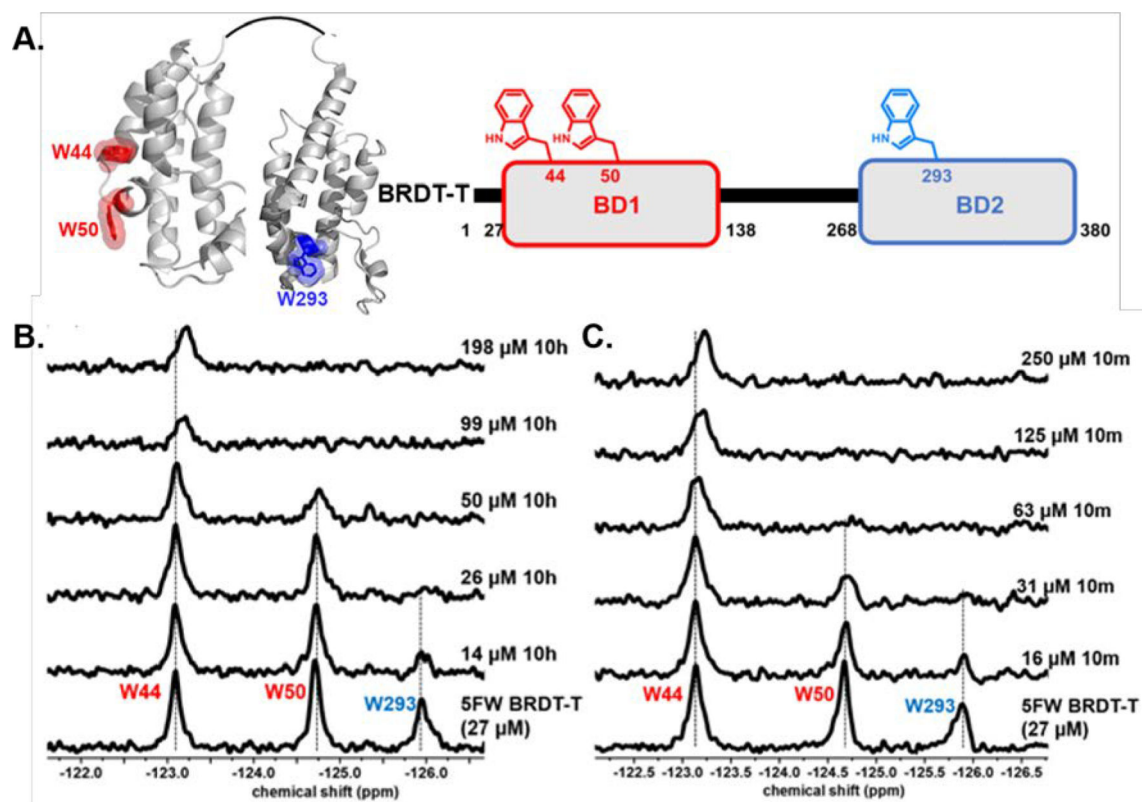 A.
W44
W50
W293
HN
HN
HN
44
50
293
BRDT-T
BD1
BD2
1
27
138
268
380
B.
198 µM 10h
99 µM 10h
50 µM 10h
26 µM 10h
14 µM 10h
W44
W50
W293
5FW BRDT-T
(27 µM)
-122.0
-123.0
-124.0
-125.0
-126.0
chemical shift (ppm)
C.
250 µM 10m
125 µM 10m
63 µM 10m
31 µM 10m
16 µM 10m
W44
W50
W293
5FW BRDT-T
(27 µM)
-122.5
-123.0
-123.5
-124.0
-124.5
-125.0
-125.5
-126.0
-126.5
chemical shift (ppm)